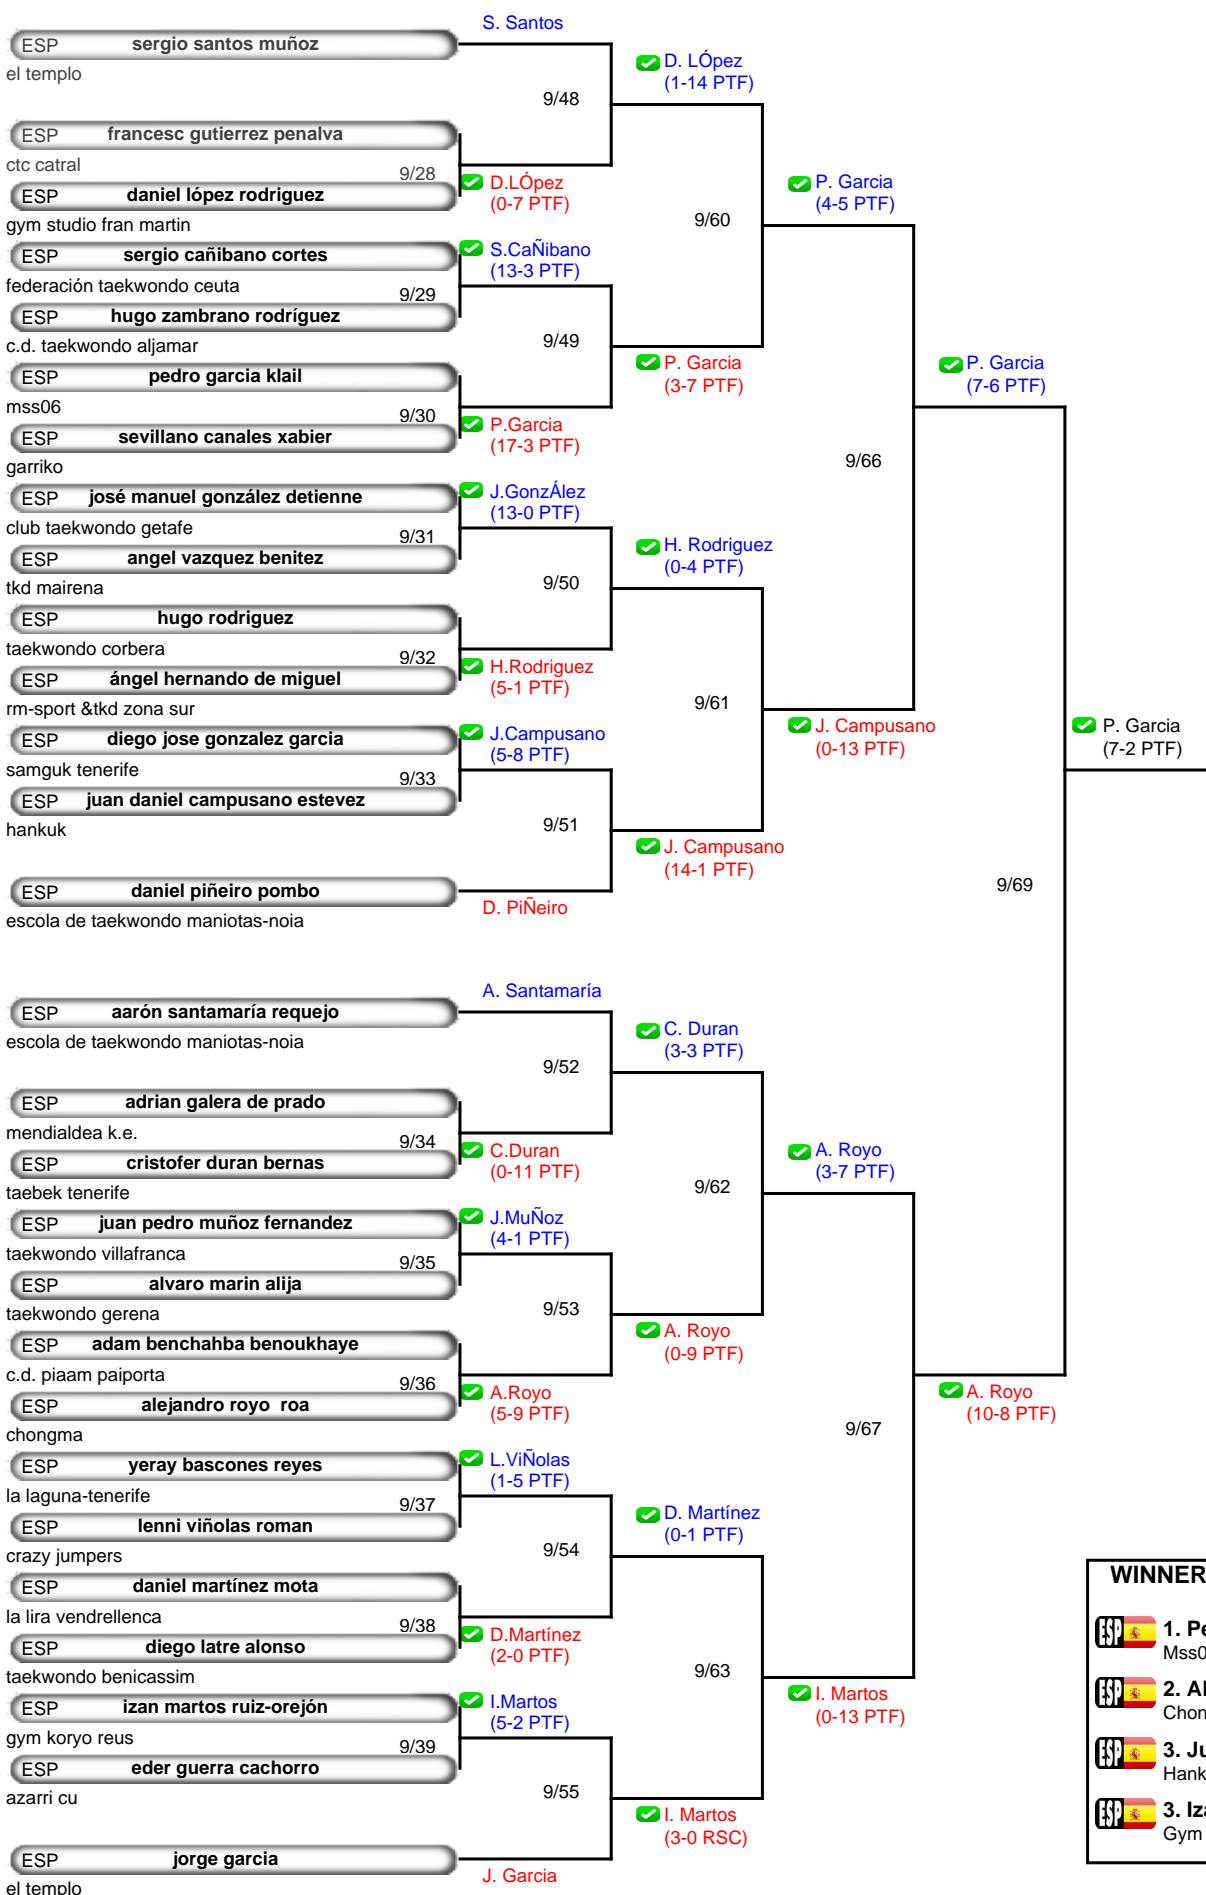 S. Santos
ESP sergio santos muñoz
el templo
D. LÓpez
(1-14 PTF)
9/48
ESP francesc gutierrez penalva
ctc catral
9/28
ESP daniel lópez rodriguez
gym studio fran martin
D.LÓpez
(0-7 PTF)
P. Garcia
(4-5 PTF)
9/60
ESP sergio cañibano cortes
federación taekwondo ceuta
S.CaÑibano
(13-3 PTF)
9/29
ESP hugo zambrano rodríguez
c.d. taekwondo aljamar
9/49
ESP pedro garcia klail
mss06
P. Garcia
(3-7 PTF)
P. Garcia
(7-6 PTF)
9/30
ESP sevillano canales xabier
garriko
P.Garcia
(17-3 PTF)
9/66
ESP josé manuel gonzález detienne
club taekwondo getafe
J.GonzÁlez
(13-0 PTF)
9/31
ESP angel vazquez benitez
tkd mairena
H. Rodriguez
(0-4 PTF)
9/50
ESP hugo rodriguez
taekwondo corbera
9/32
ESP ángel hernando de miguel
rm-sport &tkd zona sur
H.Rodriguez
(5-1 PTF)
9/61
ESP diego jose gonzalez garcia
samguk tenerife
J.Campusano
(5-8 PTF)
J. Campusano
(0-13 PTF)
P. Garcia
(7-2 PTF)
9/33
ESP juan daniel campusano estevez
hankuk
9/51
J. Campusano
(14-1 PTF)
ESP daniel piñeiro pombo
escola de taekwondo maniotas-noia
D. PiÑeiro
9/69
A. Santamaría
ESP aarón santamaría requejo
escola de taekwondo maniotas-noia
C. Duran
(3-3 PTF)
9/52
ESP adrian galera de prado
mendialdea k.e.
9/34
ESP cristofer duran bernas
taebek tenerife
C.Duran
(0-11 PTF)
A. Royo
(3-7 PTF)
9/62
ESP juan pedro muñoz fernandez
taekwondo villafranca
J.MuÑoz
(4-1 PTF)
9/35
ESP alvaro marin alija
taekwondo gerena
9/53
ESP adam benchahba benoukhaye
c.d. piaam paiporta
A. Royo
(0-9 PTF)
9/36
ESP alejandro royo roa
chongma
A.Royo
(5-9 PTF)
A. Royo
(10-8 PTF)
9/67
ESP yeray bascones reyes
la laguna-tenerife
L.ViÑolas
(1-5 PTF)
9/37
ESP lenni viñolas roman
crazy jumpers
D. Martínez
(0-1 PTF)
9/54
ESP daniel martínez mota
la lira vendrellenca
9/38
ESP diego latre alonso
taekwondo benicassim
D.Martínez
(2-0 PTF)
9/63
ESP izan martos ruiz-orejón
gym koryo reus
I.Martos
(5-2 PTF)
I. Martos
(0-13 PTF)
9/39
ESP eder guerra cachorro
azarri cu
9/55
I. Martos
(3-0 RSC)
ESP jorge garcia
el templo
J. Garcia
WINNER
ESP 1. Pe
Mss0
ESP 2. Al
Chon
ESP 3. Ju
Hank
ESP 3. Iza
Gym